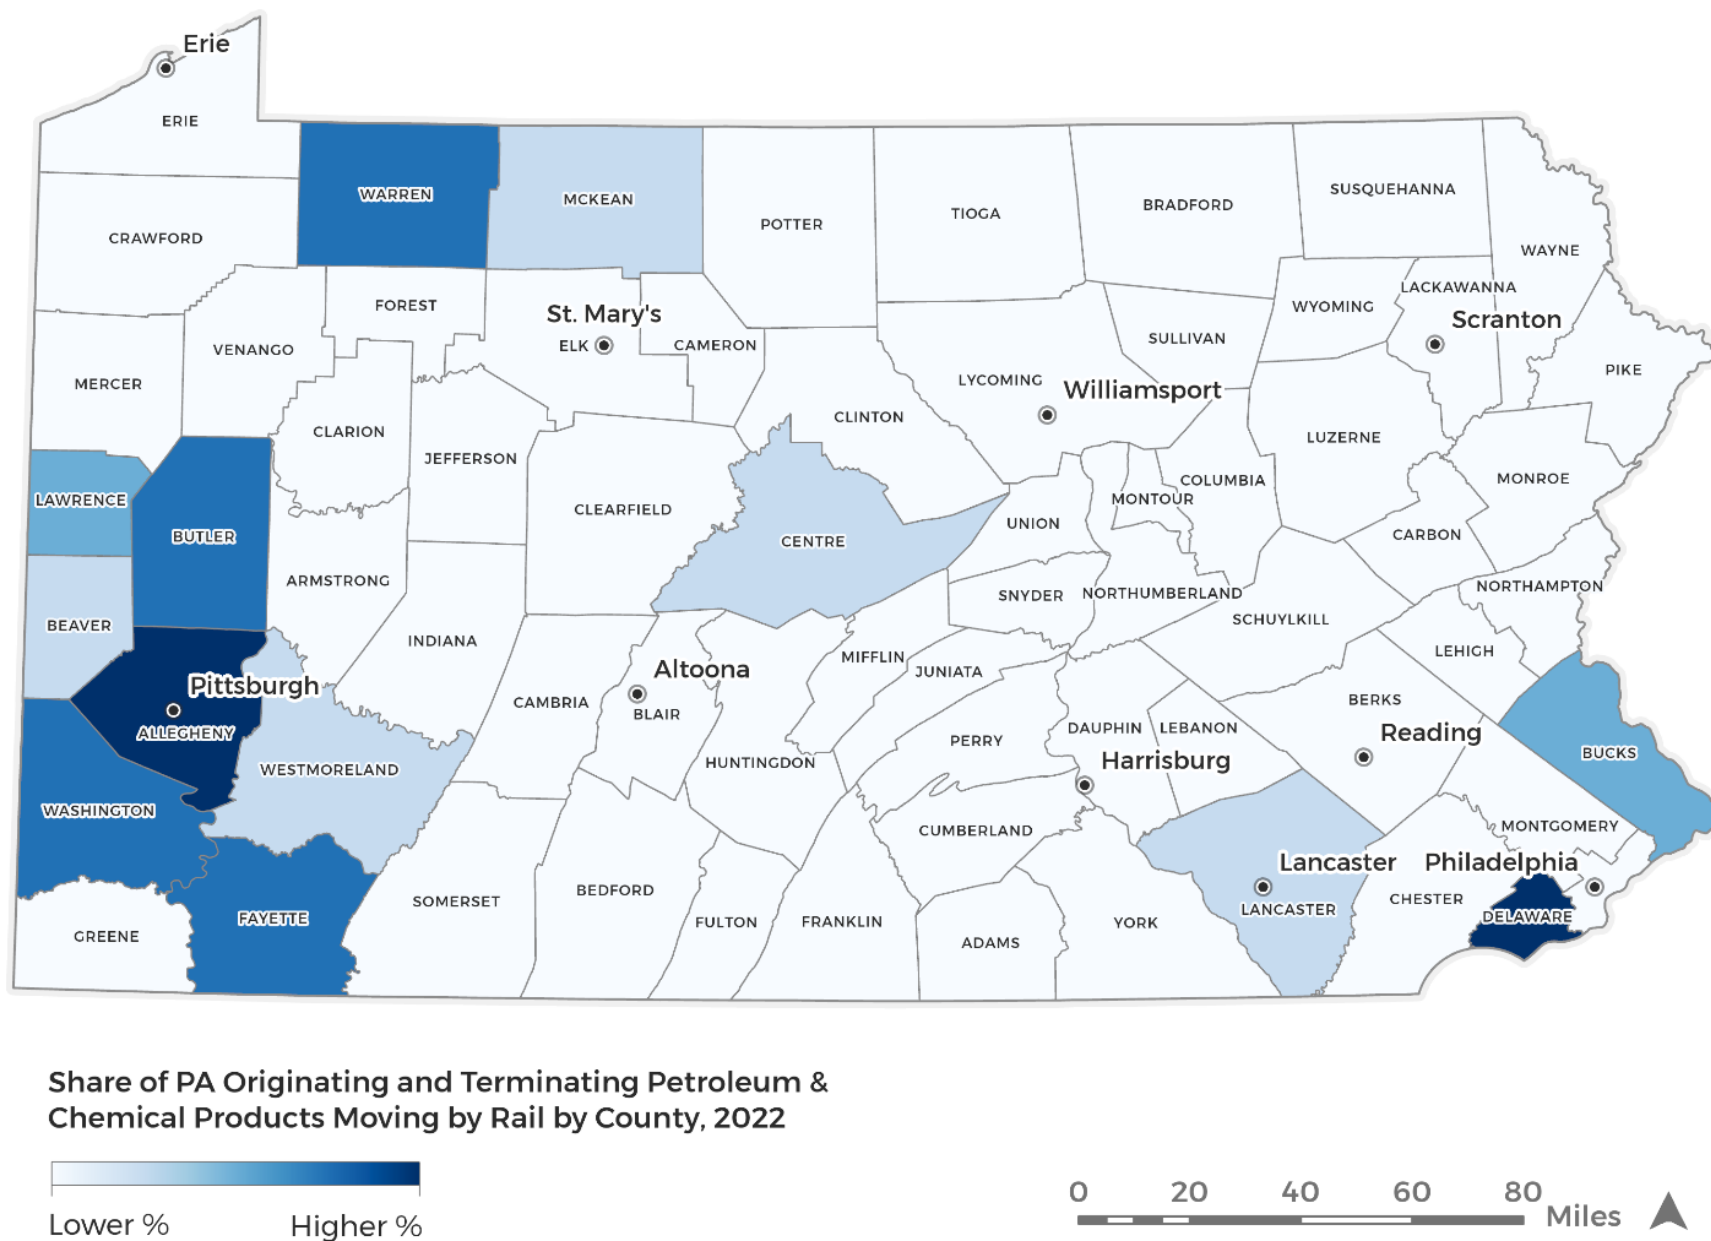 Erie
ERIE
WARREN
MCKEAN
POTTER
TIOGA
BRADFORD
SUSQUEHANNA
WAYNE
CRAWFORD
FOREST
VENANGO
St. Mary's
ELK
CAMERON
SULLIVAN
WYOMING
LACKAWANNA
Scranton
PIKE
MERCER
LYCOMING
Williamsport
CLINTON
CLARION
JEFFERSON
LUZERNE
MONROE
LAWRENCE
BUTLER
CLEARFIELD
CENTRE
UNION
MONTOUR
COLUMBIA
CARBON
ARMSTRONG
SNYDER
NORTHUMBERLAND
NORTHAMPTON
BEAVER
INDIANA
SCHUYLKILL
LEHIGH
MIFFLIN
JUNIATA
Altoona
BLAIR
CAMBRIA
Pittsburgh
ALLEGHENY
WESTMORELAND
HUNTINGDON
PERRY
DAUPHIN
LEBANON
Harrisburg
BERKS
Reading
BUCKS
WASHINGTON
CUMBERLAND
MONTGOMERY
Philadelphia
Lancaster
LANCASTER
CHESTER
DELAWARE
GREENE
FAYETTE
SOMERSET
BEDFORD
FULTON
FRANKLIN
ADAMS
YORK
Share of PA Originating and Terminating Petroleum &
Chemical Products Moving by Rail by County, 2022
Lower %
Higher %
0 20 40 60 80
Miles